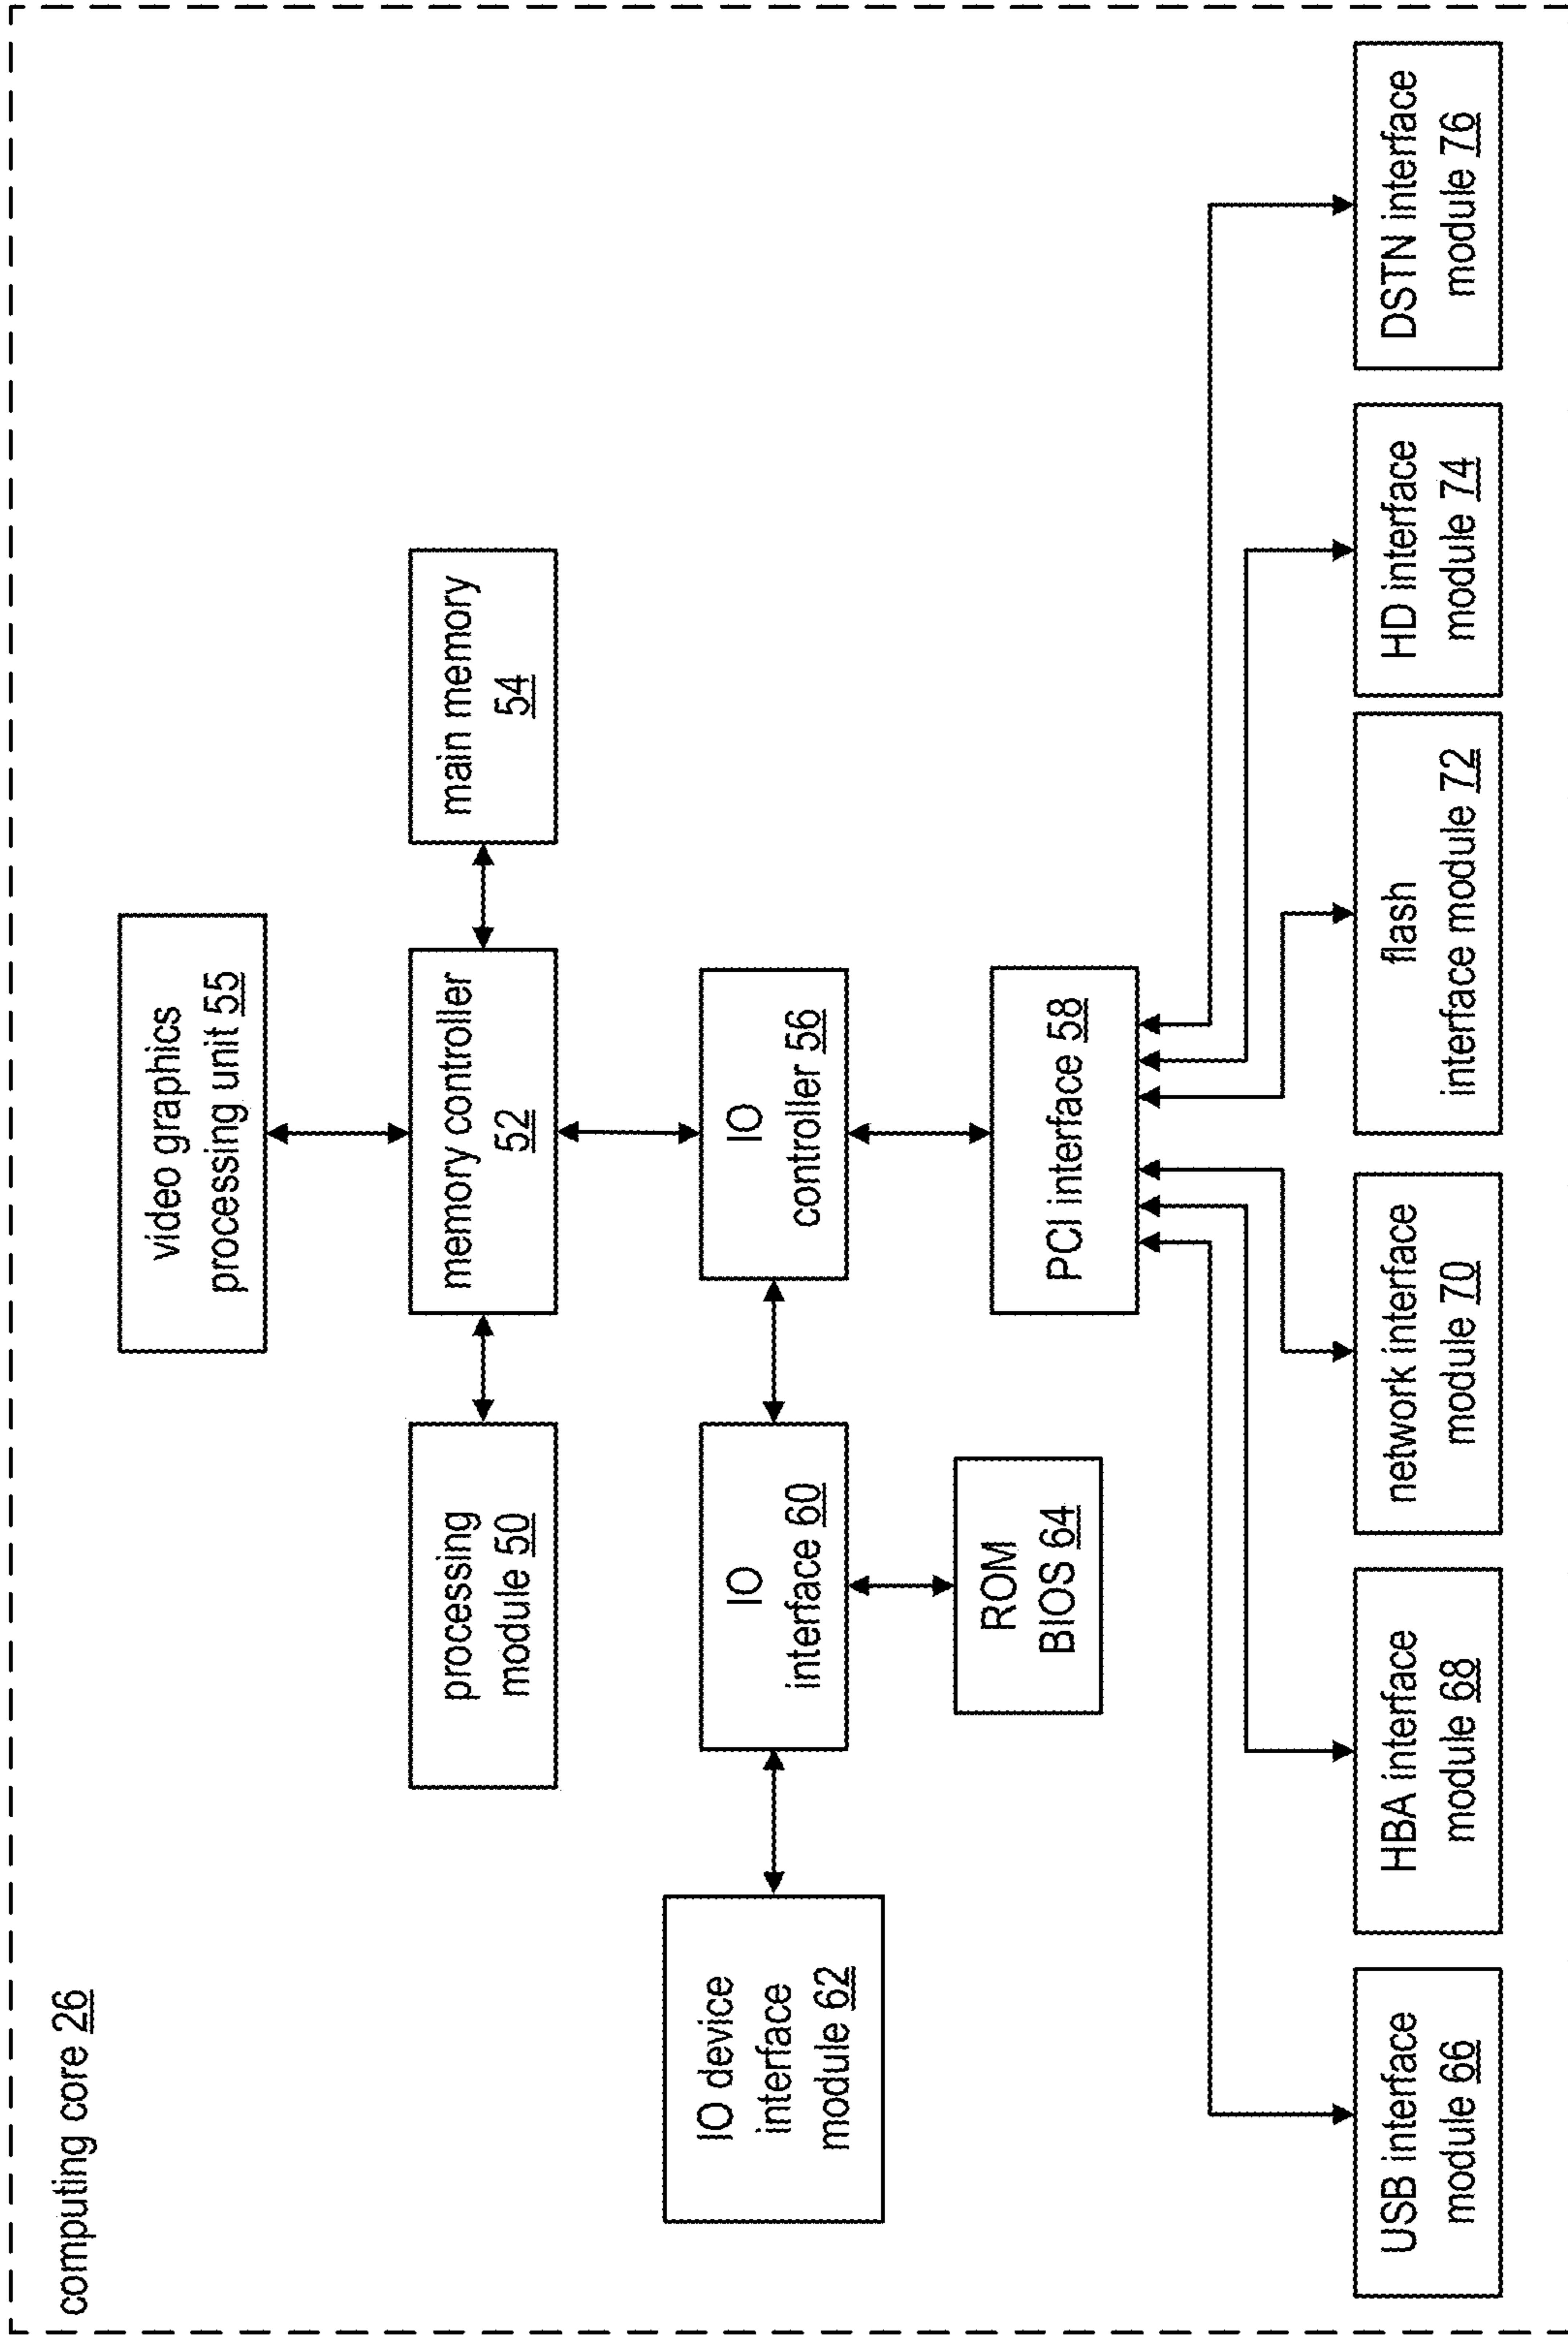 computing core 26
video graphics
processing unit 55
processing
module 50
memory controller
52
main memory
54
IO device
interface
module 62
IO
interface 60
IO
controller 56
ROM
BIOS 64
PCI interface 58
USB interface
module 66
HBA interface
module 68
network interface
module 70
flash
interface module 72
HD interface
module 74
DSTN interface
module 76